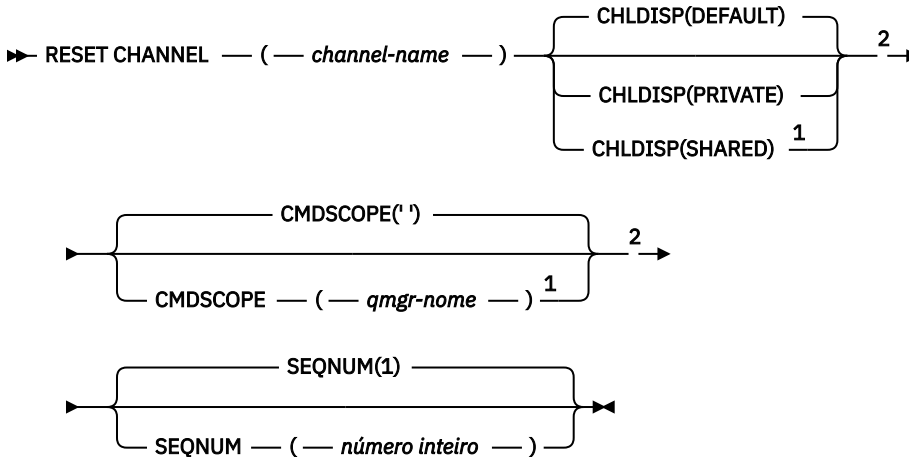 CHLDISP(DEFAULT)
RESET CHANNEL ( channel-name ) 2
CHLDISP(PRIVATE)
CHLDISP(SHARED) 1
CMDSCOPE(' ')
2
CMDSCOPE ( qmgr-nome ) 1
SEQNUM(1)
SEQNUM ( número inteiro )